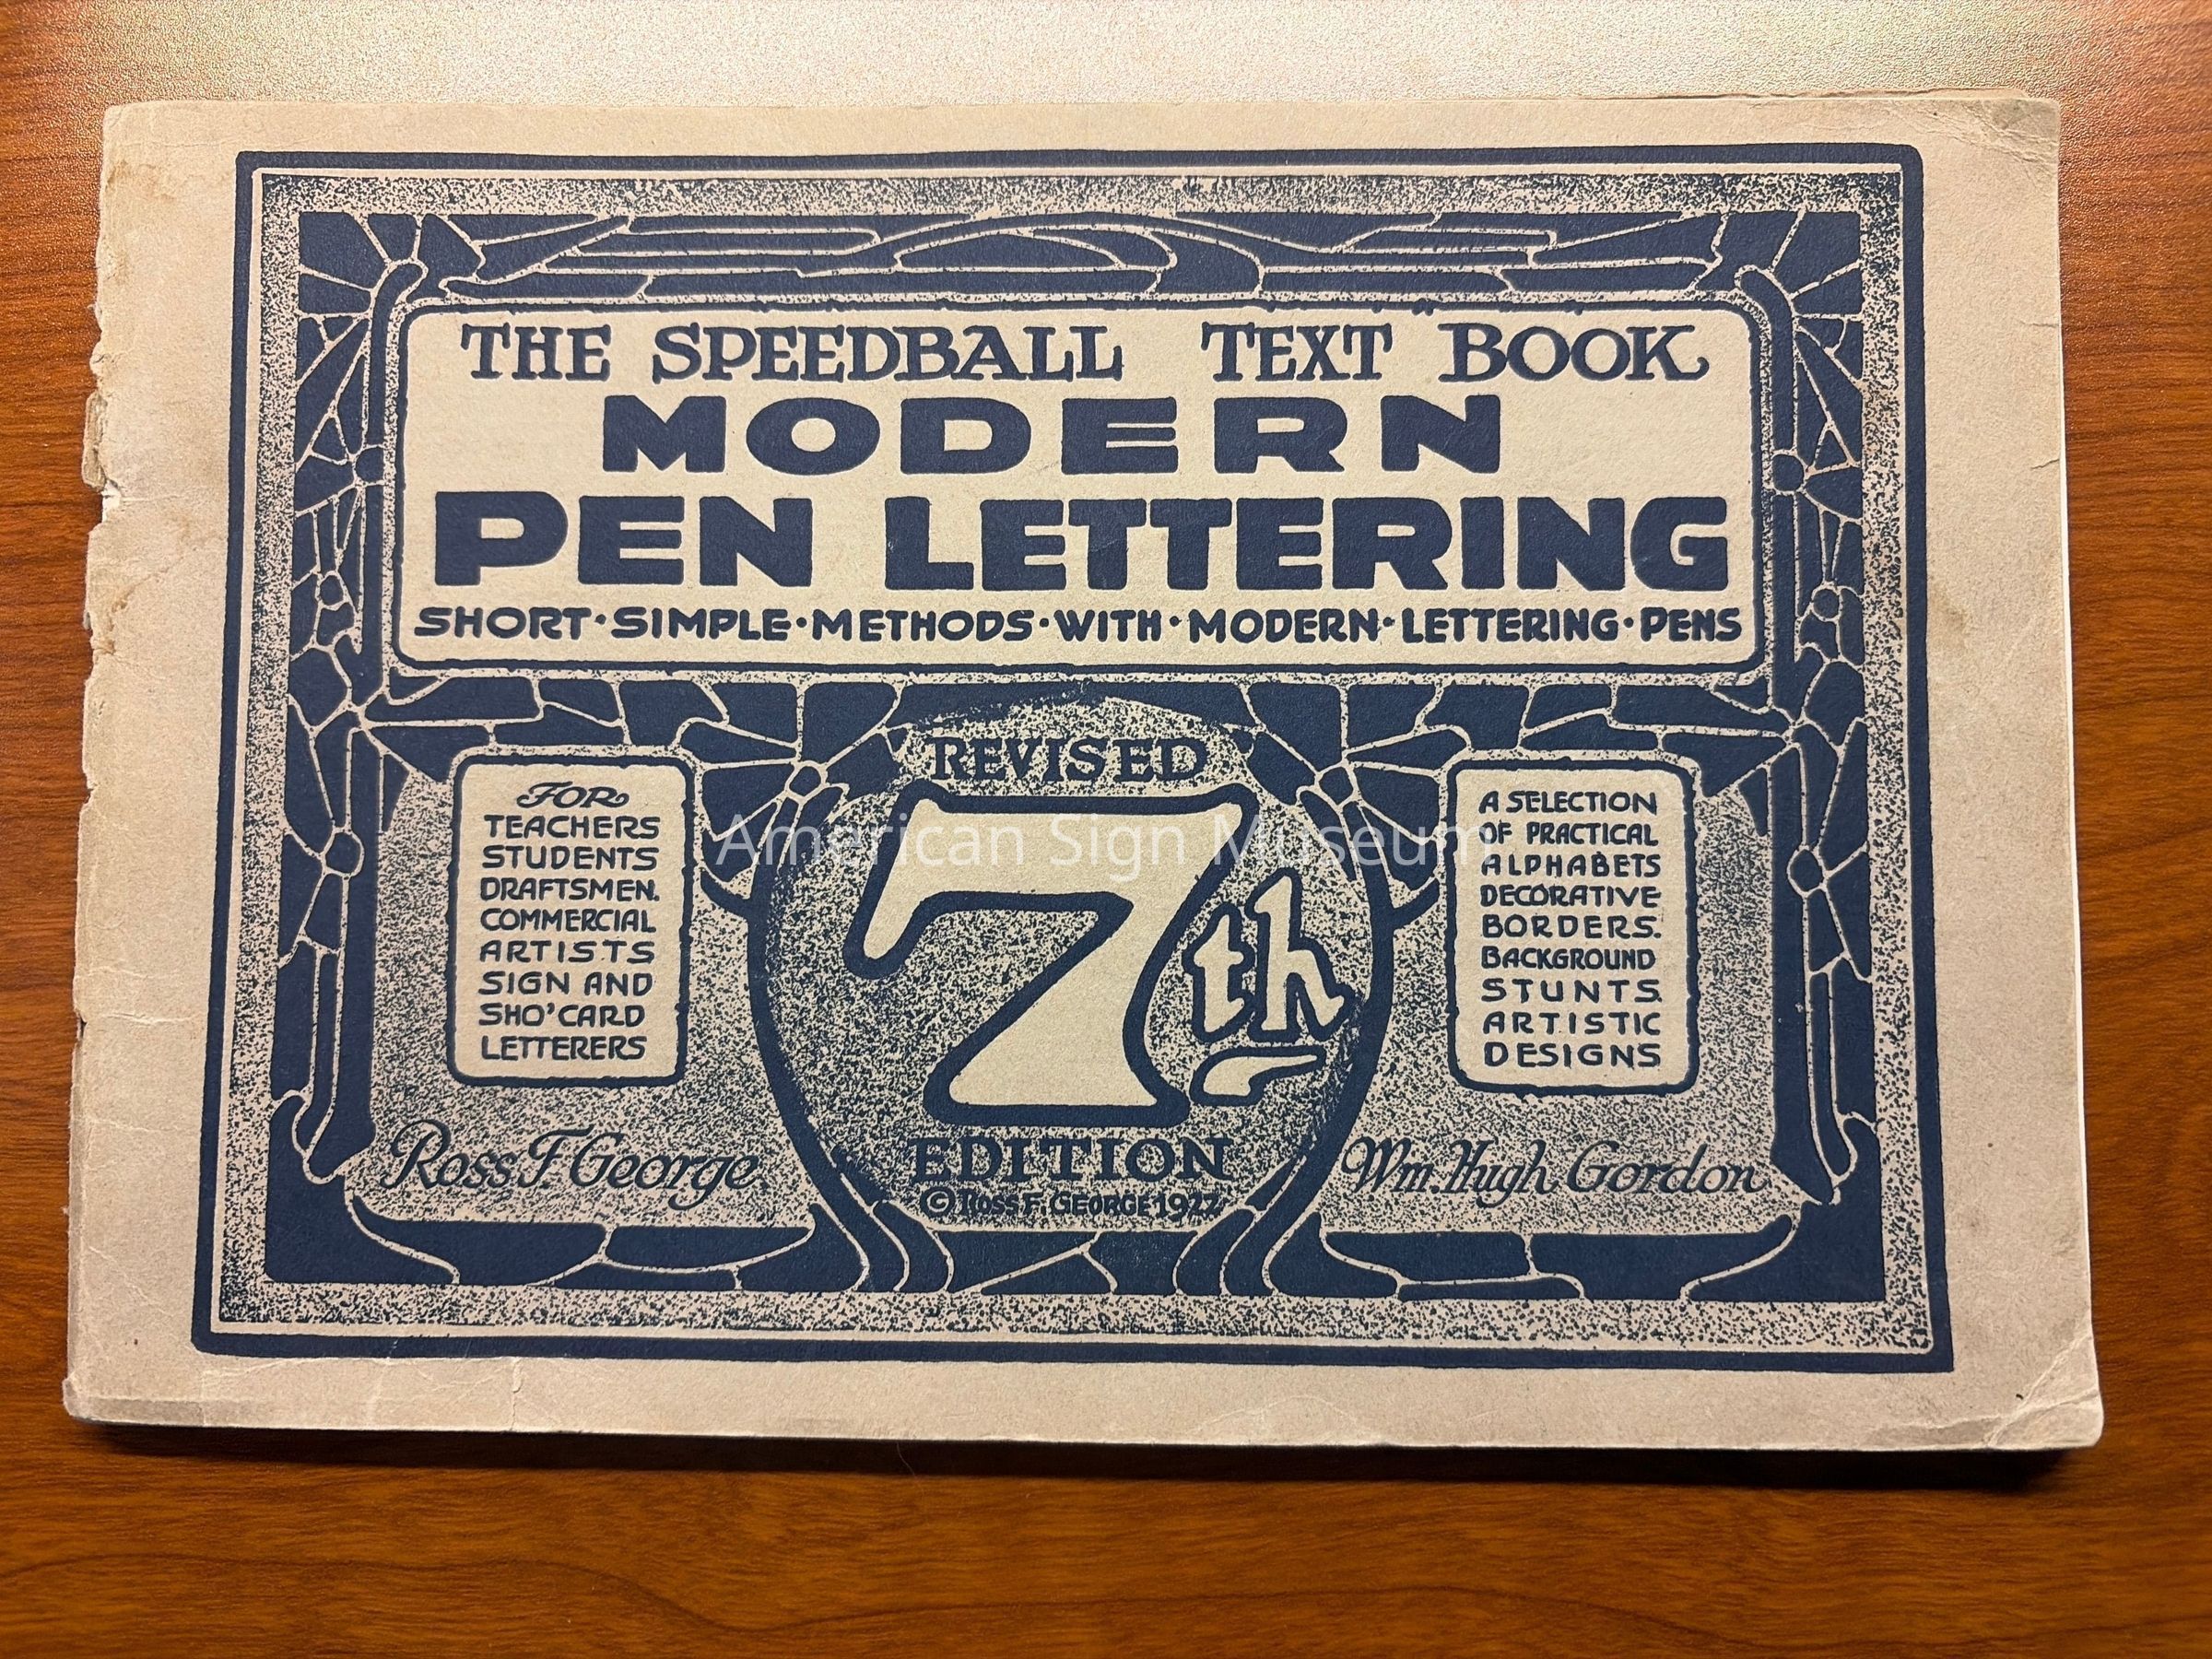 THE SPEEDBALL TEXT BOOK
MODERN
PEN LETTERING
SHORT·SIMPLE·METHODS·WITH·MODERN·LETTERING·PENS
FOR
TEACHERS
STUDENTS
DRAFTSMEN.
COMMERCIAL
ARTISTS
SIGN AND
SHO'CARD
LETTERERS
REVISED
7th
EDITION
© ROSS F. GEORGE 1927
A SELECTION
OF PRACTICAL
ALPHABETS
DECORATIVE
BORDERS.
BACKGROUND
STUNTS.
ARTISTIC
DESIGNS
Ross F. George.
Wm. Hugh Gordon
American Sign Museum